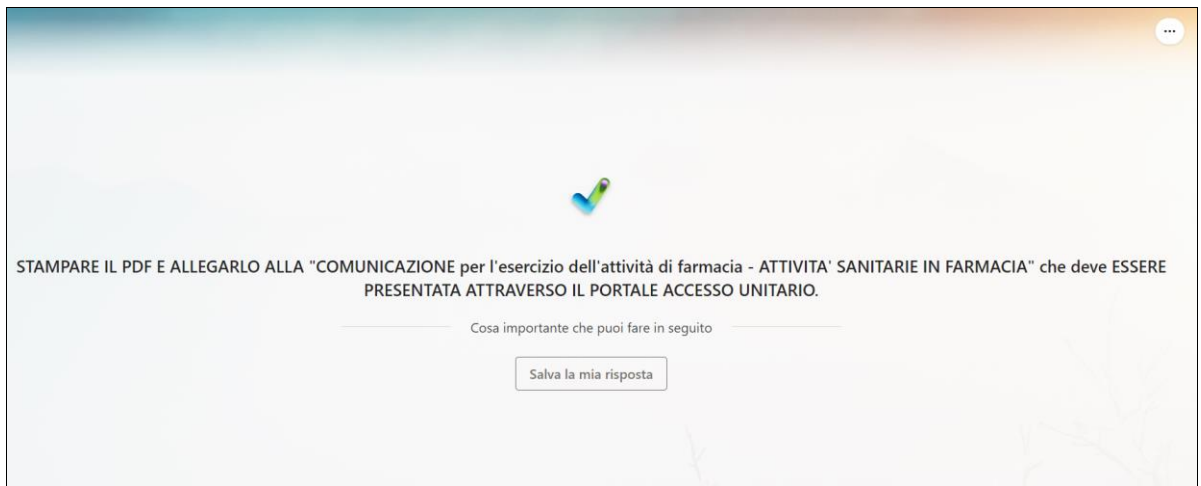 STAMPARE IL PDF E ALLEGARLO ALLA "COMUNICAZIONE per l'esercizio dell'attività di farmacia - ATTIVITA' SANITARIE IN FARMACIA" che deve ESSERE
PRESENTATA ATTRAVERSO IL PORTALE ACCESSO UNITARIO.
Cosa importante che puoi fare in seguito
Salva la mia risposta